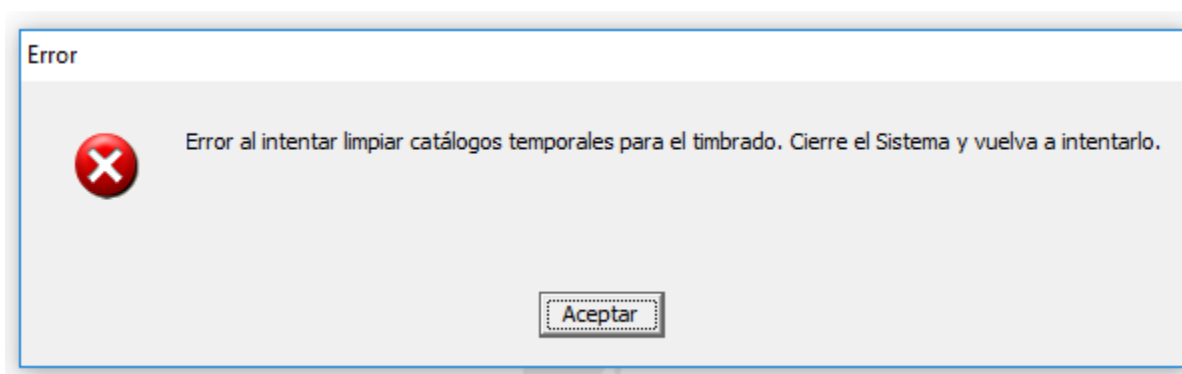 Error
Error al intentar limpiar catálogos temporales para el timbrado. Cierre el Sistema y vuelva a intentarlo.
Aceptar